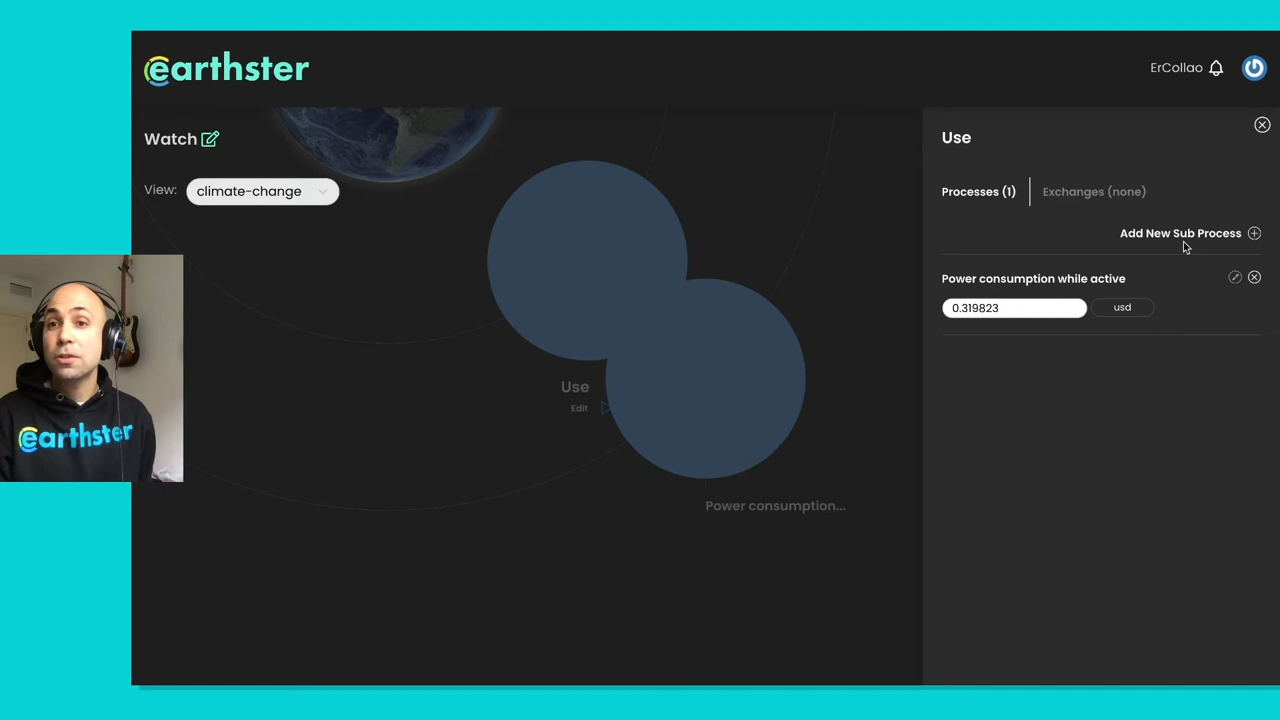 earthster
ErCollao
Watch
View:
climate-change
Use
Processes (1)
Exchanges (none)
Add New Sub Process
Power consumption while active
0.319823
usd
Use
Edit
Power consumption...
earthster